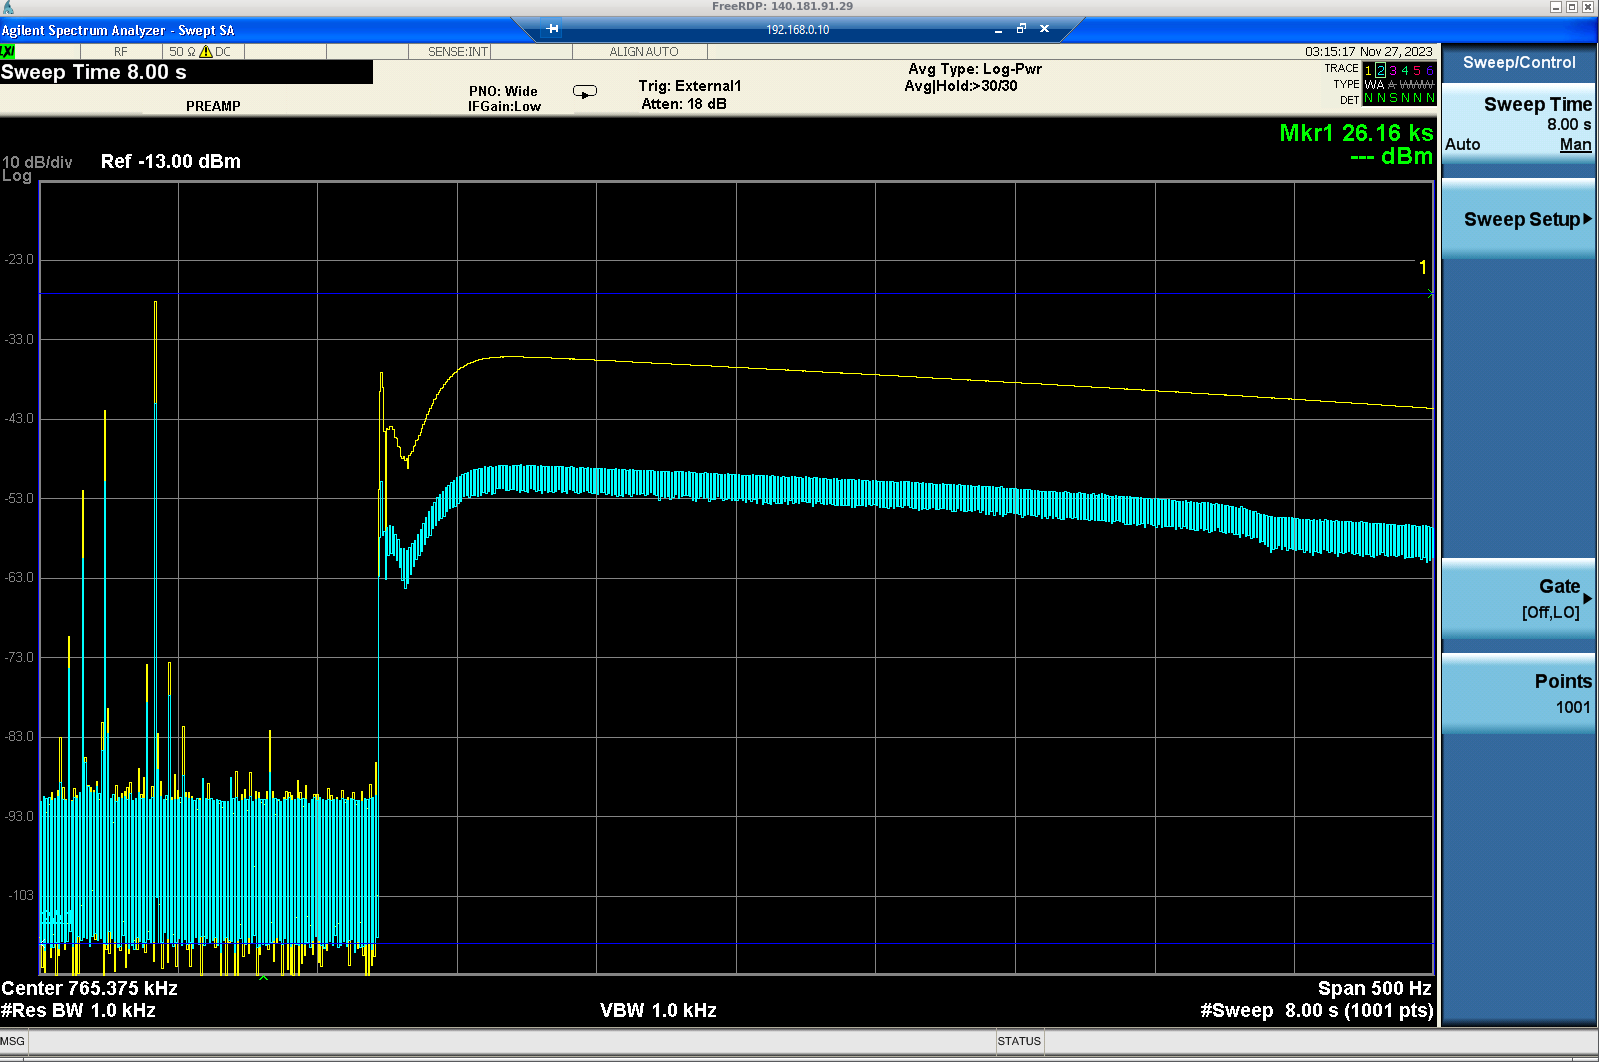 FreeRDP: 140.181.91.29
Agilent Spectrum Analyzer - Swept SA
192.168.0.10
LXI
RF
50 Ω DC
SENSE:INT
ALIGN AUTO
03:15:17 Nov 27, 2023
Sweep Time 8.00 s
PREAMP
PNO: Wide
IFGain:Low
Trig: External1
Atten: 18 dB
Avg Type: Log-Pwr
Avg|Hold:>30/30
TRACE 1 2 3 4 5 6
TYPE WA
DET N N S N N N
Mkr1 26.16 ks
--- dBm
10 dB/div
Log
Ref -13.00 dBm
1
-23.0
-33.0
-43.0
-53.0
-63.0
-73.0
-83.0
-93.0
-103
Center 765.375 kHz
Span 500 Hz
#Res BW 1.0 kHz
VBW 1.0 kHz
#Sweep 8.00 s (1001 pts)
MSG
STATUS
Sweep/Control
Sweep Time
8.00 s
Auto Man
Sweep Setup
Gate
[Off,LO]
Points
1001